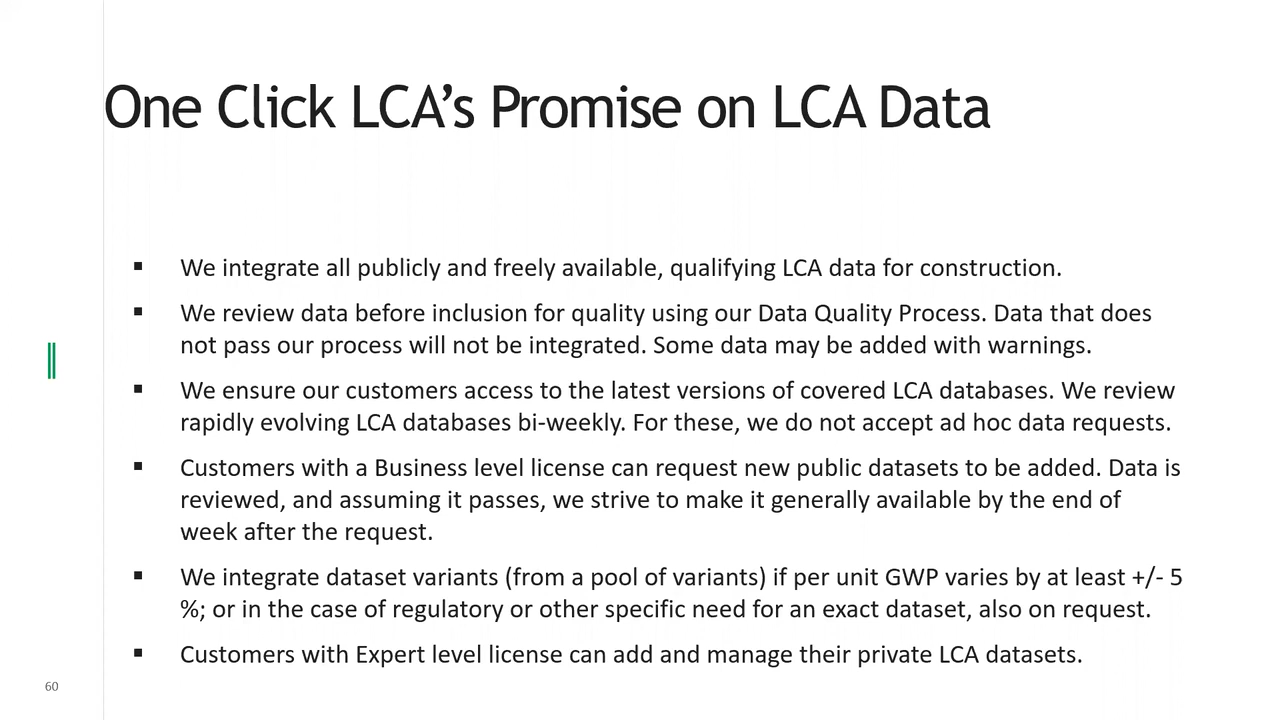 One Click LCA’s Promise on LCA Data
▪ We integrate all publicly and freely available, qualifying LCA data for construction.
▪ We review data before inclusion for quality using our Data Quality Process. Data that does
not pass our process will not be integrated. Some data may be added with warnings.
▪ We ensure our customers access to the latest versions of covered LCA databases. We review
rapidly evolving LCA databases bi-weekly. For these, we do not accept ad hoc data requests.
▪ Customers with a Business level license can request new public datasets to be added. Data is
reviewed, and assuming it passes, we strive to make it generally available by the end of
week after the request.
▪ We integrate dataset variants (from a pool of variants) if per unit GWP varies by at least +/- 5
%; or in the case of regulatory or other specific need for an exact dataset, also on request.
▪ Customers with Expert level license can add and manage their private LCA datasets.
60